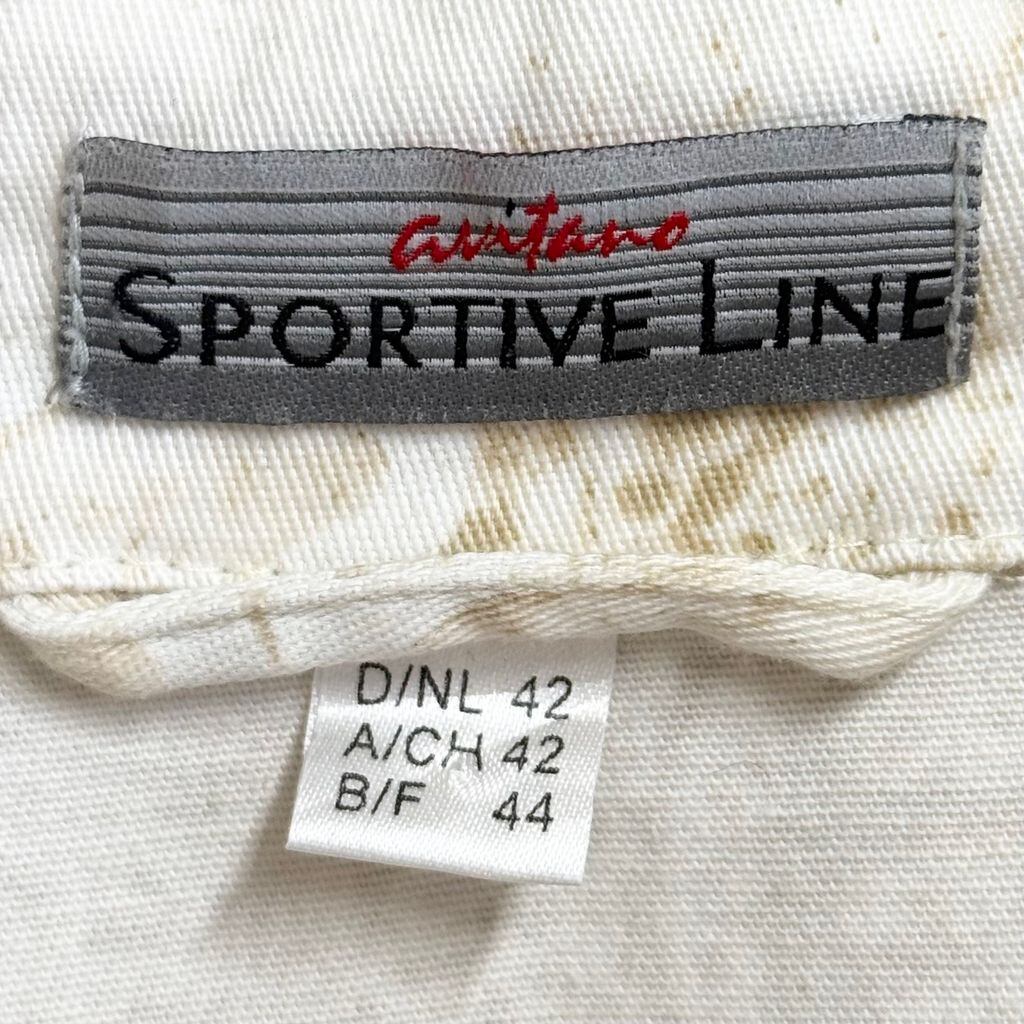 avitano
SPORTIVE LINE
D/NL 42
A/CH 42
B/F 44